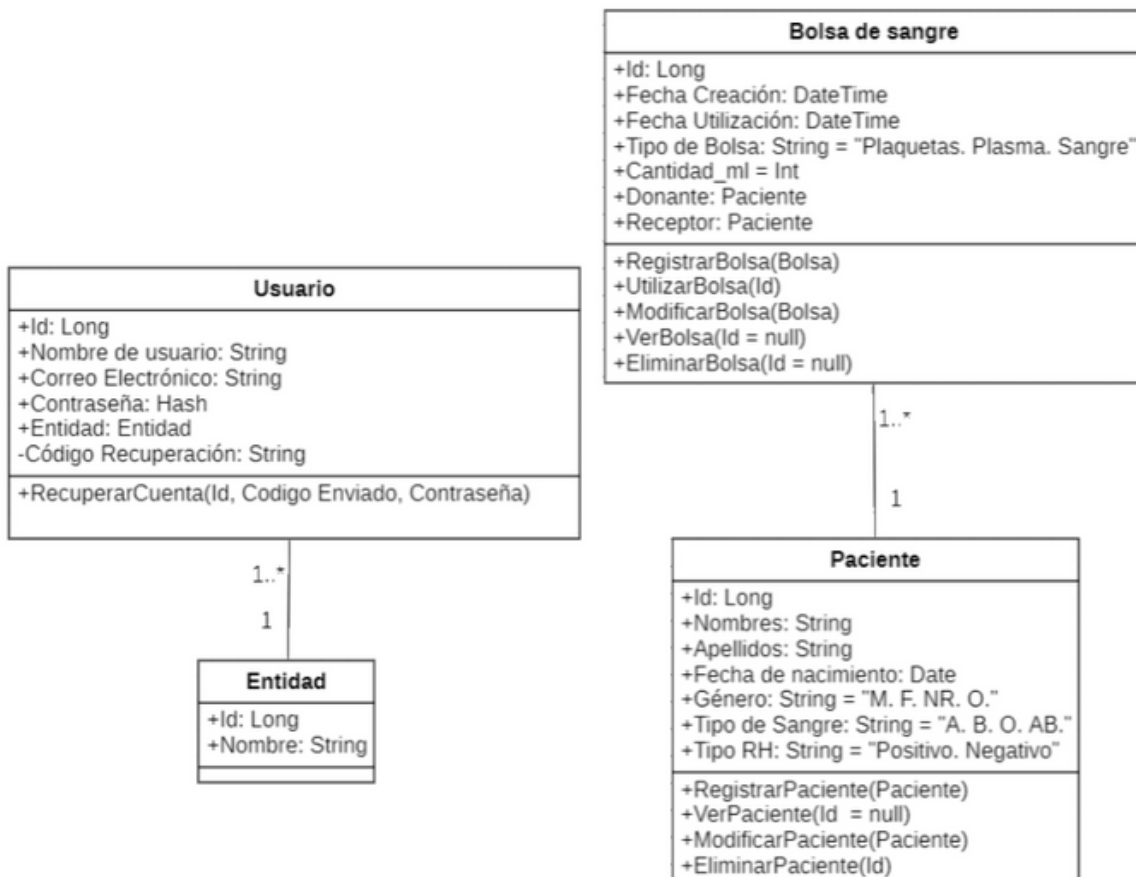 Bolsa de sangre
+Id: Long
+Fecha Creación: DateTime
+Fecha Utilización: DateTime
+Tipo de Bolsa: String = "Plaquetas. Plasma. Sangre"
+Cantidad_ml = Int
+Donante: Paciente
+Receptor: Paciente
+RegistrarBolsa(Bolsa)
+UtilizarBolsa(Id)
+ModificarBolsa(Bolsa)
+VerBolsa(Id = null)
+EliminarBolsa(Id = null)
1..*
1
Usuario
+Id: Long
+Nombre de usuario: String
+Correo Electrónico: String
+Contraseña: Hash
+Entidad: Entidad
-Código Recuperación: String
+RecuperarCuenta(Id, Codigo Enviado, Contraseña)
1..*
1
Entidad
+Id: Long
+Nombre: String
Paciente
+Id: Long
+Nombres: String
+Apellidos: String
+Fecha de nacimiento: Date
+Género: String = "M. F. NR. O."
+Tipo de Sangre: String = "A. B. O. AB."
+Tipo RH: String = "Positivo. Negativo"
+RegistrarPaciente(Paciente)
+VerPaciente(Id  = null)
+ModificarPaciente(Paciente)
+EliminarPaciente(Id)